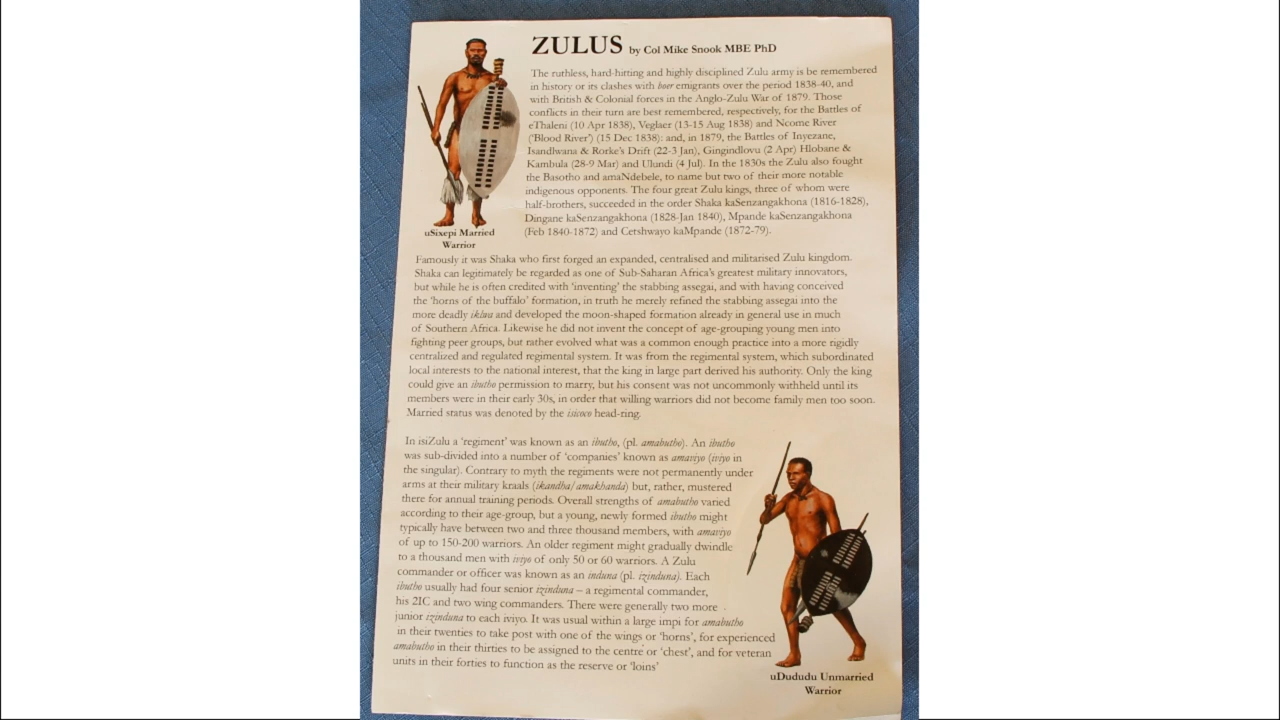 ZULUS by Col Mike Snook MBE PhD
The ruthless, hard-hitting and highly disciplined Zulu army is be remembered
in history or its clashes with boer emigrants over the period 1838-40, and
with British & Colonial forces in the Anglo-Zulu War of 1879. Those
conflicts in their turn are best remembered, respectively, for the Battles of
eThaleni (10 Apr 1838), Veglaer (13-15 Aug 1838) and Ncome River
('Blood River') (15 Dec 1838): and, in 1879, the Battles of Inyezane,
Isandlwana & Rorke's Drift (22-3 Jan), Gingindlovu (2 Apr) Hlobane &
Kambula (28-9 Mar) and Ulundi (4 Jul). In the 1830s the Zulu also fought
the Basotho and amaNdebele, to name but two of their more notable
indigenous opponents. The four great Zulu kings, three of whom were
half-brothers, succeeded in the order Shaka kaSenzangakhona (1816-1828),
Dingane kaSenzangakhona (1828-Jan 1840), Mpande kaSenzangakhona
(Feb 1840-1872) and Cetshwayo kaMpande (1872-79).
uSixepi Married
Warrior
Famously it was Shaka who first forged an expanded, centralised and militarised Zulu kingdom.
Shaka can legitimately be regarded as one of Sub-Saharan Africa's greatest military innovators,
but while he is often credited with 'inventing' the stabbing assegai, and with having conceived
the 'horns of the buffalo' formation, in truth he merely refined the stabbing assegai into the
more deadly iklwa and developed the moon-shaped formation already in general use in much
of Southern Africa. Likewise he did not invent the concept of age-grouping young men into
fighting peer groups, but rather evolved what was a common enough practice into a more rigidly
centralized and regulated regimental system. It was from the regimental system, which subordinated
local interests to the national interest, that the king in large part derived his authority. Only the king
could give an ibutho permission to marry, but his consent was not uncommonly withheld until its
members were in their early 30s, in order that willing warriors did not become family men too soon.
Married status was denoted by the isicoco head-ring.
In isiZulu a 'regiment' was known as an ibutho, (pl. amabutho). An ibutho
was sub-divided into a number of 'companies' known as amaviyo (iviyo in
the singular). Contrary to myth the regiments were not permanently under
arms at their military kraals (ikandha/amakhanda) but, rather, mustered
there for annual training periods. Overall strengths of amabutho varied
according to their age-group, but a young, newly formed ibutho might
typically have between two and three thousand members, with amaviyo
of up to 150-200 warriors. An older regiment might gradually dwindle
to a thousand men with iviyo of only 50 or 60 warriors. A Zulu
commander or officer was known as an induna (pl. izinduna). Each
ibutho usually had four senior izinduna – a regimental commander,
his 2IC and two wing commanders. There were generally two more
junior izinduna to each iviyo. It was usual within a large impi for amabutho
in their twenties to take post with one of the wings or 'horns', for experienced
amabutho in their thirties to be assigned to the centre or 'chest', and for veteran
units in their forties to function as the reserve or 'loins'
uDududu Unmarried
Warrior